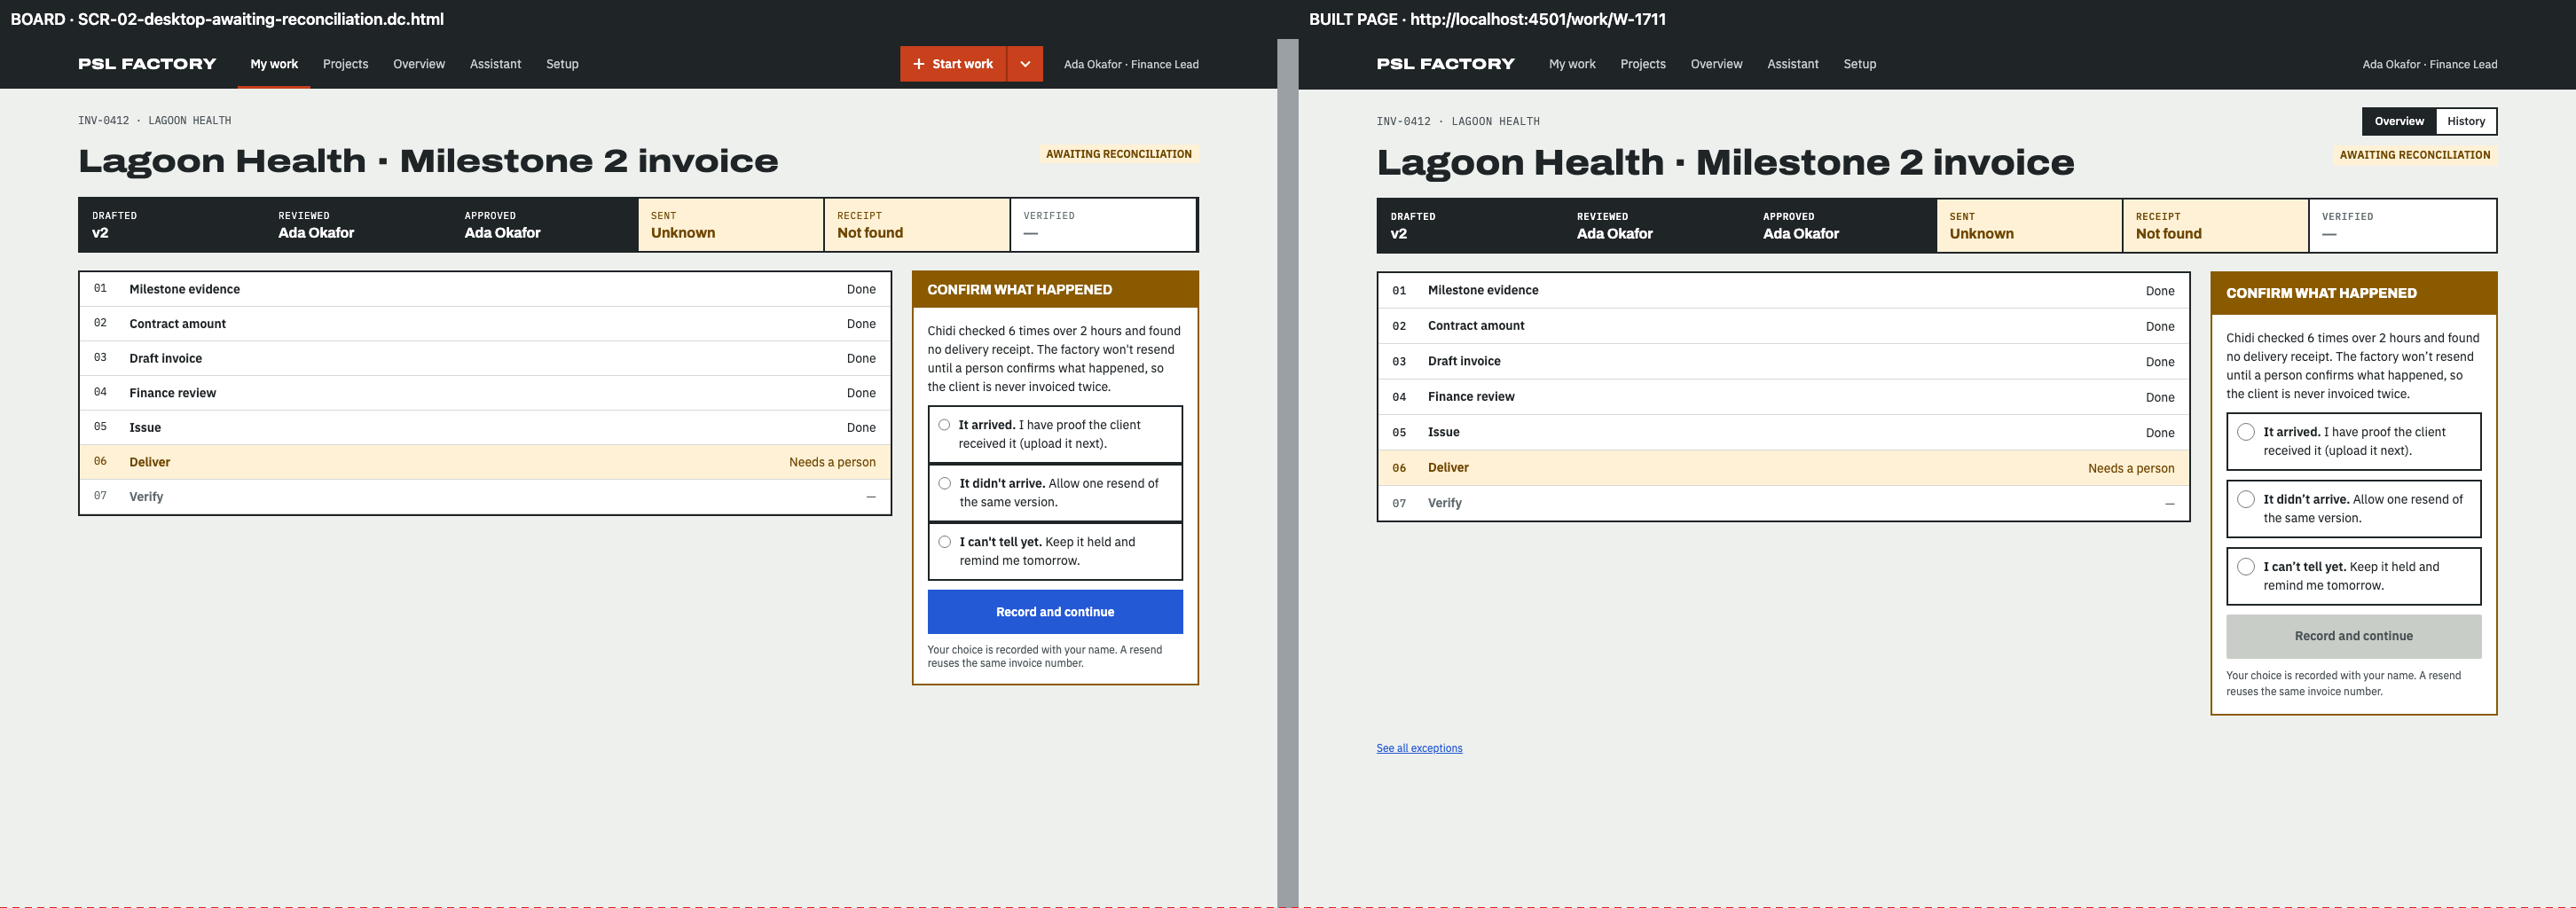 BOARD · SCR-02-desktop-awaiting-reconciliation.dc.html
PSL FACTORY
My work
Projects
Overview
Assistant
Setup
Start work
Ada Okafor · Finance Lead
INV-0412 · LAGOON HEALTH
Lagoon Health · Milestone 2 invoice
AWAITING RECONCILIATION
DRAFTED
v2
REVIEWED
Ada Okafor
APPROVED
Ada Okafor
SENT
Unknown
RECEIPT
Not found
VERIFIED
—
01 Milestone evidence Done
02 Contract amount Done
03 Draft invoice Done
04 Finance review Done
05 Issue Done
06 Deliver Needs a person
07 Verify —
CONFIRM WHAT HAPPENED
Chidi checked 6 times over 2 hours and found
no delivery receipt. The factory won't resend
until a person confirms what happened, so
the client is never invoiced twice.
It arrived. I have proof the client
received it (upload it next).
It didn't arrive. Allow one resend of
the same version.
I can't tell yet. Keep it held and
remind me tomorrow.
Record and continue
Your choice is recorded with your name. A resend
reuses the same invoice number.
BUILT PAGE · http://localhost:4501/work/W-1711
PSL FACTORY
My work
Projects
Overview
Assistant
Setup
Ada Okafor · Finance Lead
INV-0412 · LAGOON HEALTH
Overview
History
Lagoon Health · Milestone 2 invoice
AWAITING RECONCILIATION
DRAFTED
v2
REVIEWED
Ada Okafor
APPROVED
Ada Okafor
SENT
Unknown
RECEIPT
Not found
VERIFIED
—
01 Milestone evidence Done
02 Contract amount Done
03 Draft invoice Done
04 Finance review Done
05 Issue Done
06 Deliver Needs a person
07 Verify —
CONFIRM WHAT HAPPENED
Chidi checked 6 times over 2 hours and found
no delivery receipt. The factory won’t resend
until a person confirms what happened, so
the client is never invoiced twice.
It arrived. I have proof the client
received it (upload it next).
It didn’t arrive. Allow one resend of
the same version.
I can’t tell yet. Keep it held and
remind me tomorrow.
Record and continue
Your choice is recorded with your name. A resend
reuses the same invoice number.
See all exceptions